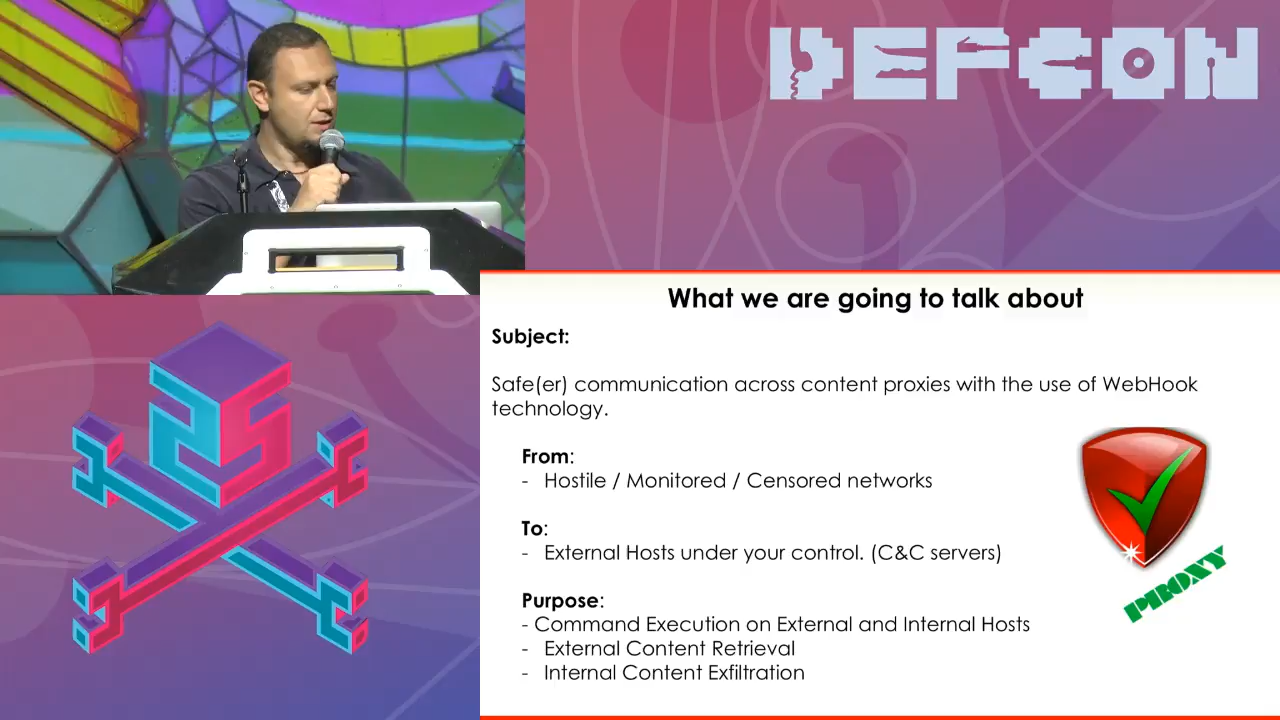 DEFCON
What we are going to talk about
Subject:
Safe(er) communication across content proxies with the use of WebHook
technology.
From:
- Hostile / Monitored / Censored networks
To:
- External Hosts under your control. (C&C servers)
Purpose:
- Command Execution on External and Internal Hosts
- External Content Retrieval
- Internal Content Exfiltration
PROXY
25